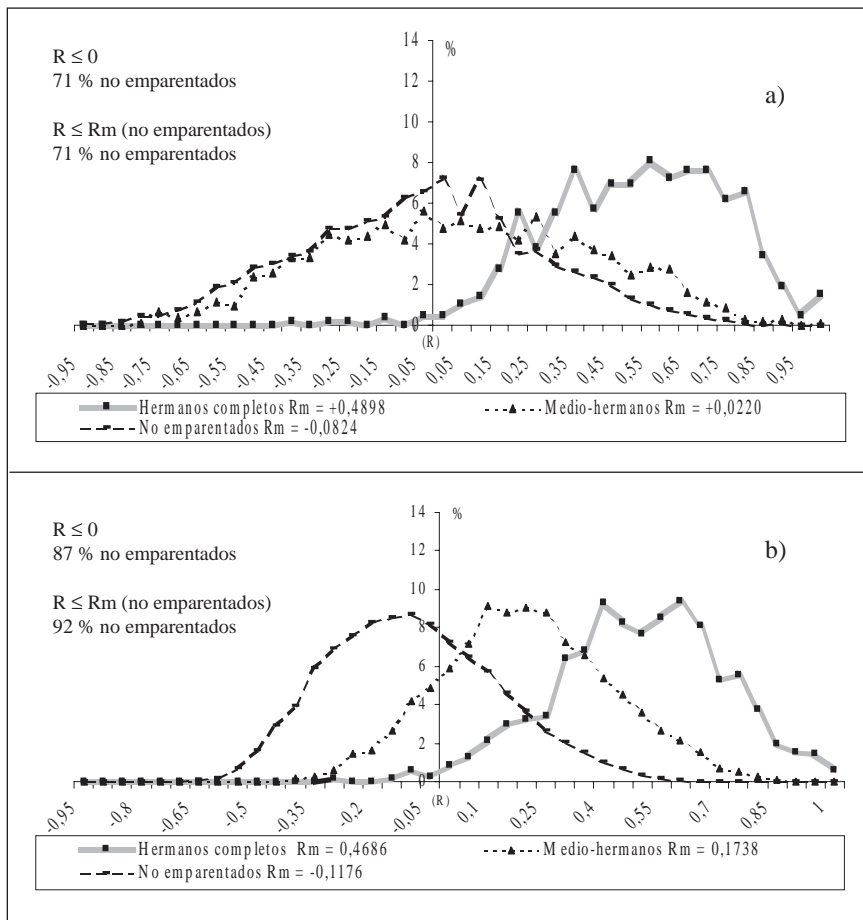 R ≤ 0
71 % no emparentados
R ≤ Rm (no emparentados)
71 % no emparentados
a)
%
14
12
10
8
6
4
2
0
(R)
-0,95 -0,85 -0,75 -0,65 -0,55 -0,45 -0,35 -0,25 -0,15 -0,05 0,05 0,15 0,25 0,35 0,45 0,55 0,65 0,75 0,85 0,95
Hermanos completos Rm = +0,4898 Medio-hermanos Rm = +0,0220
No emparentados Rm = -0,0824
R ≤ 0
87 % no emparentados
R ≤ Rm (no emparentados)
92 % no emparentados
b)
%
14
12
10
8
6
4
2
0
(R)
-0,95 -0,8 -0,65 -0,5 -0,35 -0,2 -0,05 0,1 0,25 0,4 0,55 0,7 0,85 1
Hermanos completos Rm = 0,4686 Medio-hermanos Rm = 0,1738
No emparentados Rm = -0,1176